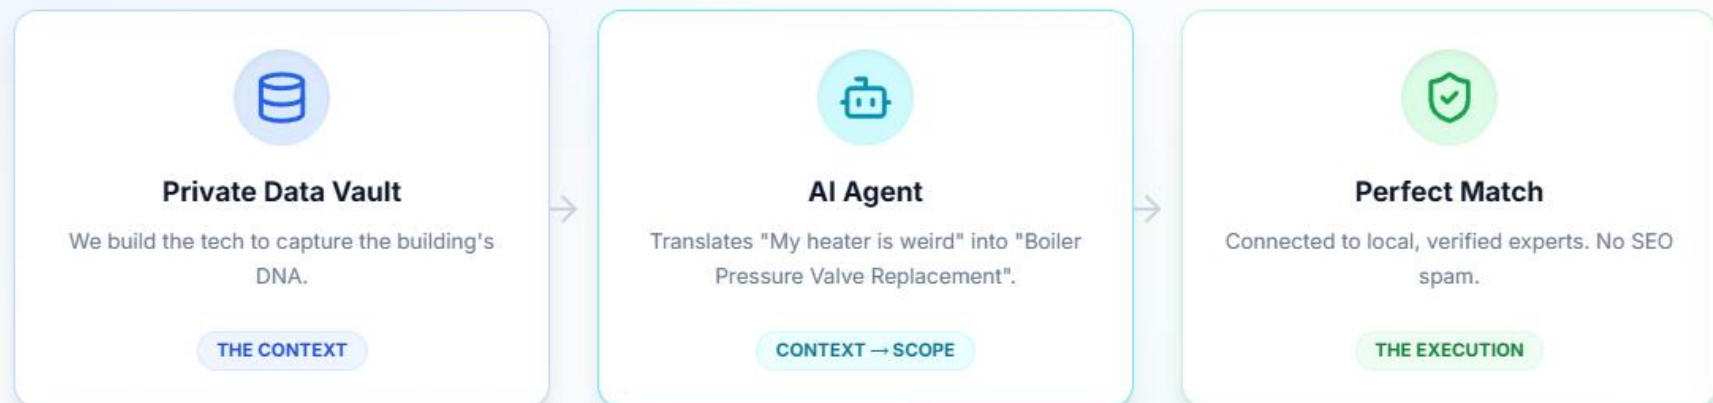 Private Data Vault
We build the tech to capture the building's
DNA.
THE CONTEXT
AI Agent
Translates "My heater is weird" into "Boiler
Pressure Valve Replacement".
CONTEXT → SCOPE
Perfect Match
Connected to local, verified experts. No SEO
spam.
THE EXECUTION